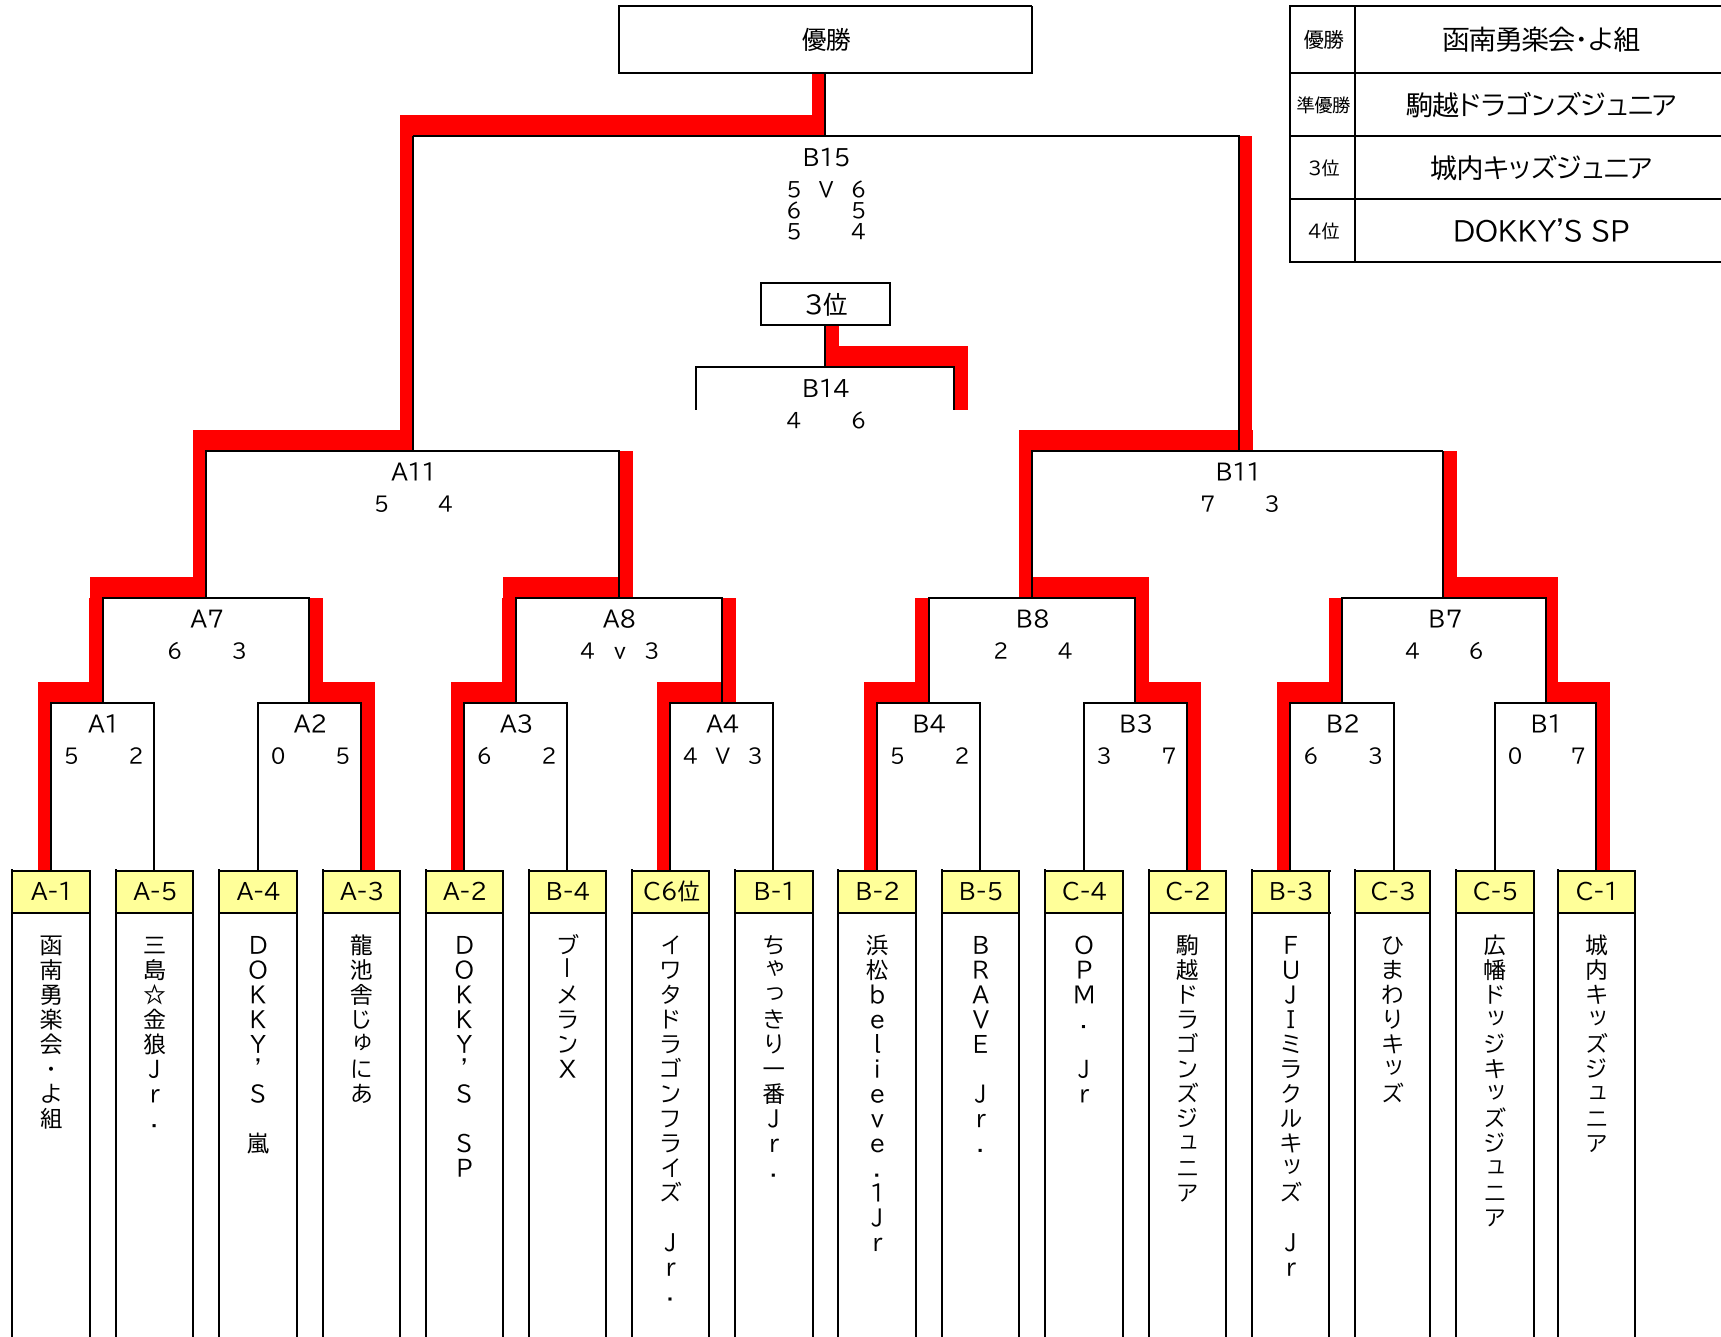 優勝
優勝 函南勇楽会・よ組
準優勝 駒越ドラゴンズジュニア
3位 城内キッズジュニア
4位 DOKKY'S SP
B15
5 V 6
6 5
5 4
3位
B14
4 6
A11
5 4
B11
7 3
A7
6 3
A8
4 v 3
B8
2 4
B7
4 6
A1
5 2
A2
0 5
A3
6 2
A4
4 V 3
B4
5 2
B3
3 7
B2
6 3
B1
0 7
A-1
A-5
A-4
A-3
A-2
B-4
C6位
B-1
B-2
B-5
C-4
C-2
B-3
C-3
C-5
C-1
函南勇楽会・よ組
三島☆金狼Jr.
DOKKY'S 嵐
龍池舎じゅにあ
DOKKY'S SP
ブーメランX
イワタドラゴンフライズ Jr.
ちゃっきり一番Jr.
浜松believe.1Jr
BRAVE Jr.
OPM. Jr
駒越ドラゴンズジュニア
FUJIミラクルキッズ Jr
ひまわりキッズ
広幡ドッジキッズジュニア
城内キッズジュニア